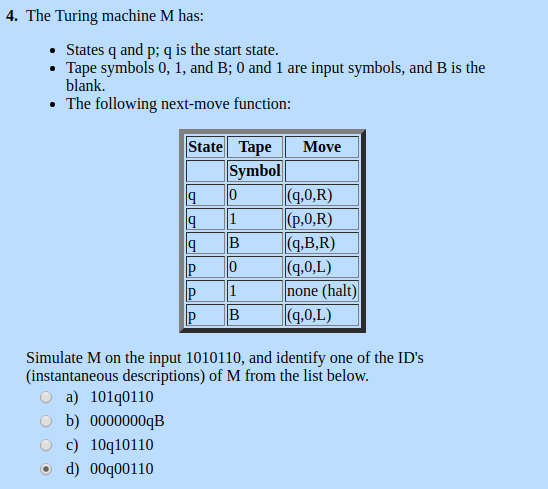 4. The Turing machine M has:
• States q and p; q is the start state.
• Tape symbols 0, 1, and B; 0 and 1 are input symbols, and B is the
blank.
• The following next-move function:
State Tape Move
Symbol
q 0 (q,0,R)
q 1 (p,0,R)
q B (q,B,R)
p 0 (q,0,L)
p 1 none (halt)
p B (q,0,L)
Simulate M on the input 1010110, and identify one of the ID's
(instantaneous descriptions) of M from the list below.
a) 101q0110
b) 0000000qB
c) 10q10110
d) 00q00110